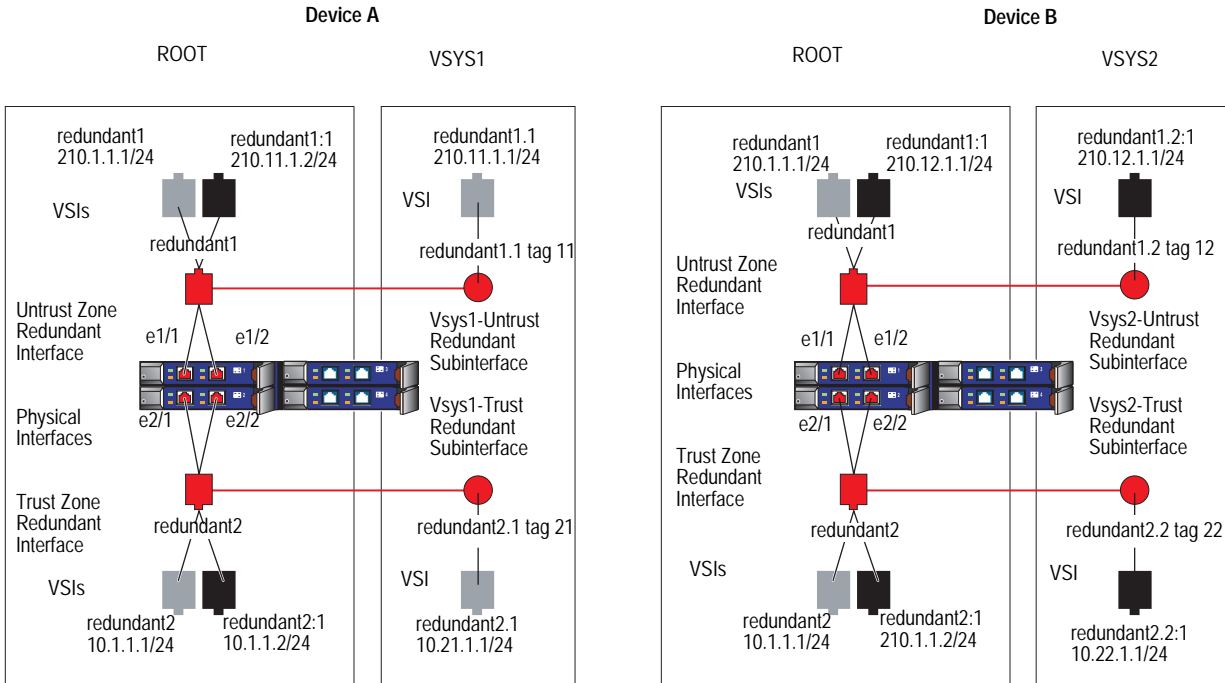 Device A
ROOT
VSYS1
redundant1
210.1.1.1/24
redundant1:1
210.11.1.2/24
VSIs
redundant1
Untrust Zone
Redundant
Interface
e1/1
e1/2
Physical
Interfaces
e2/1
e2/2
Trust Zone
Redundant
Interface
redundant2
VSIs
redundant2
10.1.1.1/24
redundant2:1
10.1.1.2/24
redundant1.1
210.11.1.1/24
VSI
redundant1.1 tag 11
Vsys1-Untrust
Redundant
Subinterface
Vsys1-Trust
Redundant
Subinterface
redundant2.1 tag 21
VSI
redundant2.1
10.21.1.1/24
Device B
ROOT
VSYS2
redundant1
210.1.1.1/24
redundant1:1
210.12.1.1/24
VSIs
redundant1
Untrust Zone
Redundant
Interface
e1/1
e1/2
Physical
Interfaces
e2/1
e2/2
Trust Zone
Redundant
Interface
redundant2
VSIs
redundant2
10.1.1.1/24
redundant2:1
210.1.1.2/24
redundant1.2:1
210.12.1.1/24
VSI
redundant1.2 tag 12
Vsys2-Untrust
Redundant
Subinterface
Vsys2-Trust
Redundant
Subinterface
redundant2.2 tag 22
VSI
redundant2.2:1
10.22.1.1/24